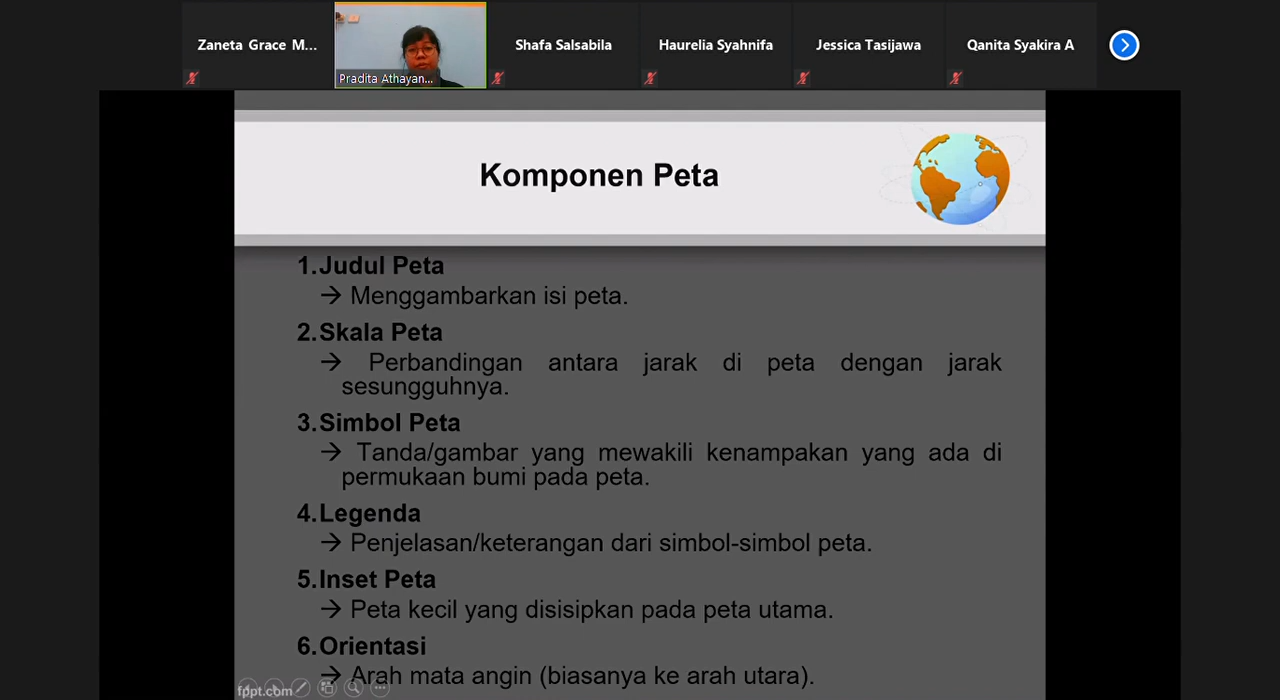 Zaneta Grace M...
Pradita Athayan...
Shafa Salsabila
Haurelia Syahnifa
Jessica Tasijawa
Qanita Syakira A
Komponen Peta
1.Judul Peta
→ Menggambarkan isi peta.
2.Skala Peta
→ Perbandingan antara jarak di peta dengan jarak
sesungguhnya.
3.Simbol Peta
→ Tanda/gambar yang mewakili kenampakan yang ada di
permukaan bumi pada peta.
4.Legenda
→ Penjelasan/keterangan dari simbol-simbol peta.
5.Inset Peta
→ Peta kecil yang disisipkan pada peta utama.
6.Orientasi
→ Arah mata angin (biasanya ke arah utara).
fppt.com